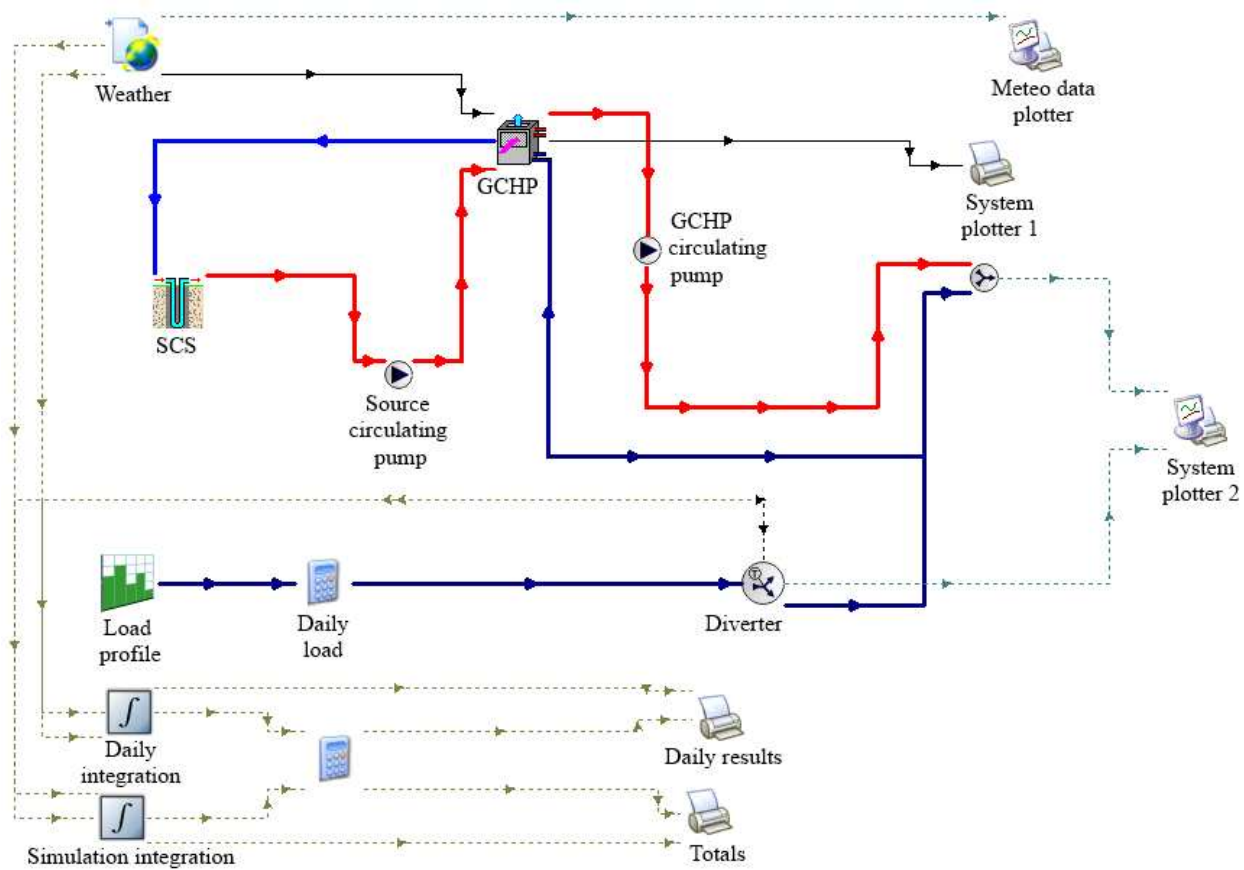 Weather
Meteo data
plotter
GCHP
System
plotter 1
GCHP
circulating
pump
SCS
Source
circulating
pump
System
plotter 2
T
Load
profile
Daily
load
Diverter
Daily
integration
Daily results
Simulation integration
Totals